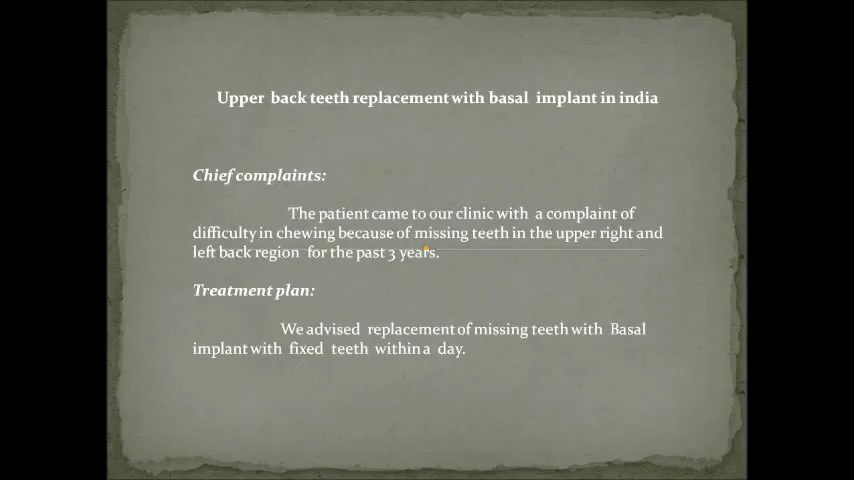 Upper back teeth replacement with basal implant in india
Chief complaints:
The patient came to our clinic with a complaint of
difficulty in chewing because of missing teeth in the upper right and
left back region for the past 3 years.
Treatment plan:
We advised replacement of missing teeth with Basal
implant with fixed teeth within a day.